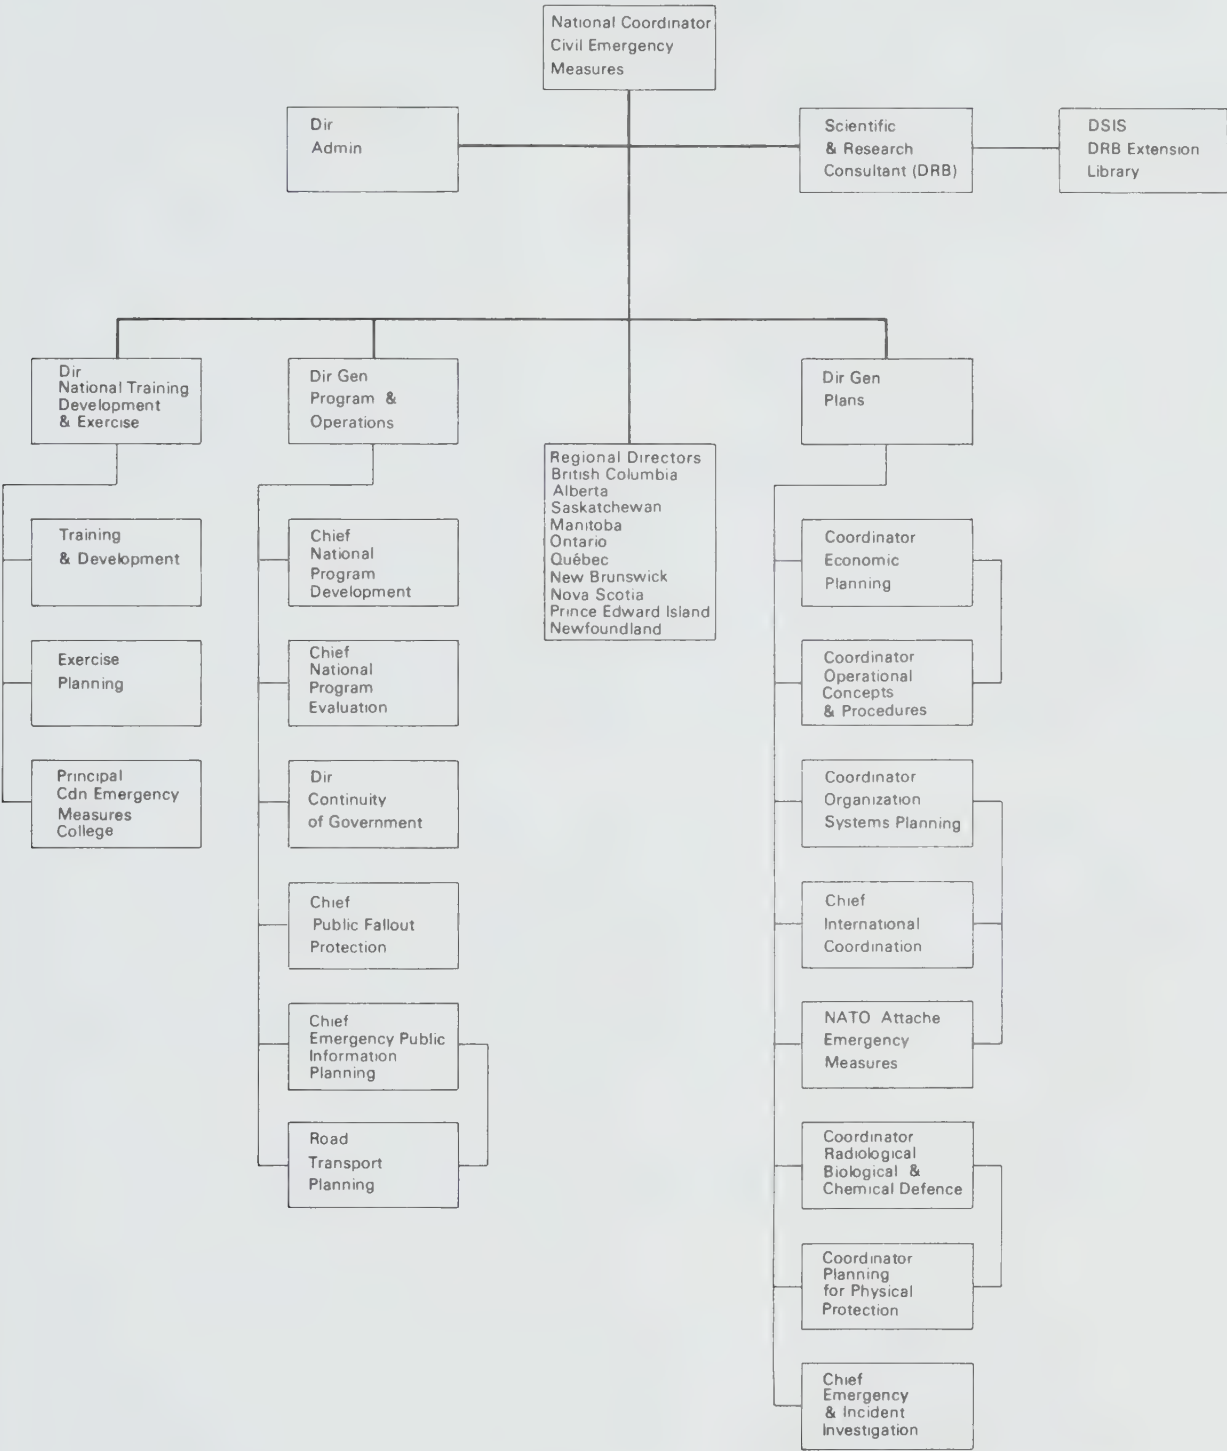 National Coordinator
Civil Emergency
Measures
Dir
Admin
Scientific
& Research
Consultant (DRB)
DSIS
DRB Extension
Library
Dir
National Training
Development
& Exercise
Dir Gen
Program &
Operations
Regional Directors
British Columbia
Alberta
Saskatchewan
Manitoba
Ontario
Québec
New Brunswick
Nova Scotia
Prince Edward Island
Newfoundland
Dir Gen
Plans
Training
& Development
Exercise
Planning
Principal
Cdn Emergency
Measures
College
Chief
National
Program
Development
Chief
National
Program
Evaluation
Dir
Continuity
of Government
Chief
Public Fallout
Protection
Chief
Emergency Public
Information
Planning
Road
Transport
Planning
Coordinator
Economic
Planning
Coordinator
Operational
Concepts
& Procedures
Coordinator
Organization
Systems Planning
Chief
International
Coordination
NATO Attache
Emergency
Measures
Coordinator
Radiological
Biological &
Chemical Defence
Coordinator
Planning
for Physical
Protection
Chief
Emergency
& Incident
Investigation